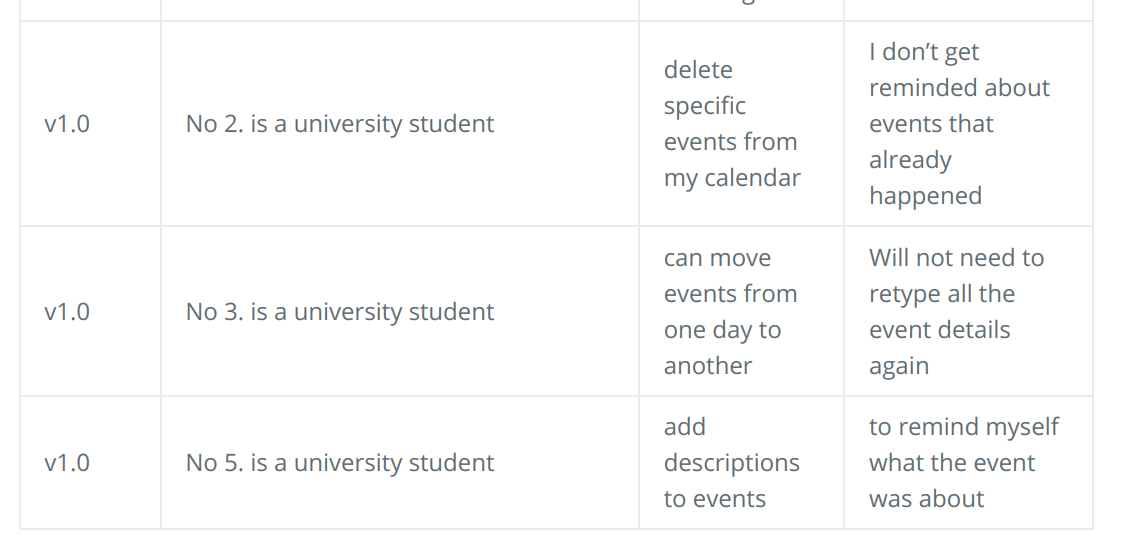 v1.0
No 2. is a university student
delete
specific
events from
my calendar
I don’t get
reminded about
events that
already
happened
v1.0
No 3. is a university student
can move
events from
one day to
another
Will not need to
retype all the
event details
again
v1.0
No 5. is a university student
add
descriptions
to events
to remind myself
what the event
was about